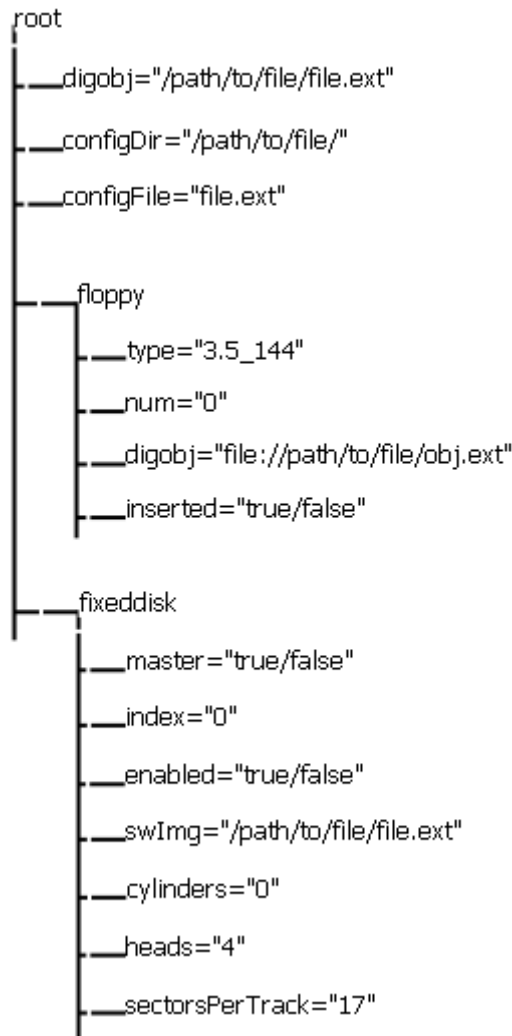 root
digobj="/path/to/file/file.ext"
configDir="/path/to/file/"
configFile="file.ext"
floppy
type="3.5_144"
num="0"
digobj="file://path/to/file/obj.ext"
inserted="true/false"
fixeddisk
master="true/false"
index="0"
enabled="true/false"
swImg="/path/to/file/file.ext"
cylinders="0"
heads="4"
sectorsPerTrack="17"